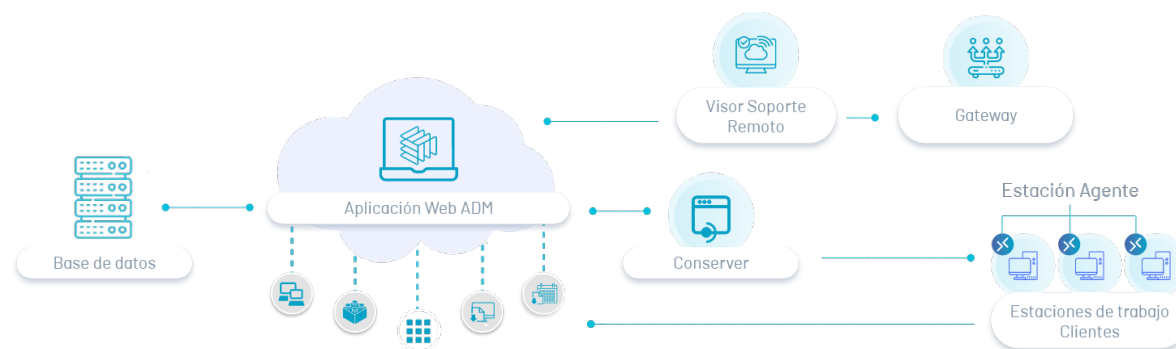 Visor Soporte
Remoto
Gateway
Estación Agente
Aplicación Web ADM
Base de datos
Conserver
Estaciones de trabajo
Clientes